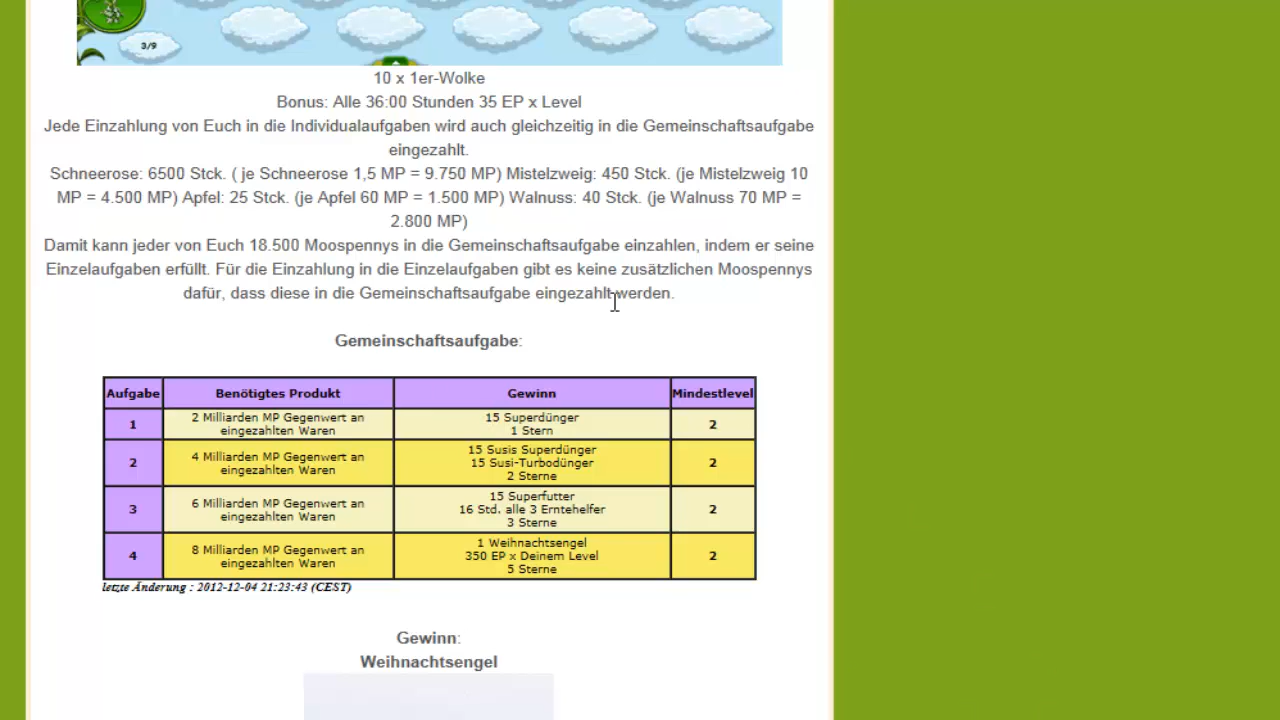 3/9
10 x 1er-Wolke
Bonus: Alle 36:00 Stunden 35 EP x Level
Jede Einzahlung von Euch in die Individualaufgaben wird auch gleichzeitig in die Gemeinschaftsaufgabe
eingezahlt.
Schneerose: 6500 Stck. ( je Schneerose 1,5 MP = 9.750 MP) Mistelzweig: 450 Stck. (je Mistelzweig 10
MP = 4.500 MP) Apfel: 25 Stck. (je Apfel 60 MP = 1.500 MP) Walnuss: 40 Stck. (je Walnuss 70 MP =
2.800 MP)
Damit kann jeder von Euch 18.500 Moospennys in die Gemeinschaftsaufgabe einzahlen, indem er seine
Einzelaufgaben erfüllt. Für die Einzahlung in die Einzelaufgaben gibt es keine zusätzlichen Moospennys
dafür, dass diese in die Gemeinschaftsaufgabe eingezahlt werden.
Gemeinschaftsaufgabe:
Aufgabe Benötigtes Produkt Gewinn Mindestlevel
1 2 Milliarden MP Gegenwert an eingezahlten Waren 15 Superdünger 1 Stern 2
2 4 Milliarden MP Gegenwert an eingezahlten Waren 15 Susis Superdünger 15 Susi-Turbodünger 2 Sterne 2
3 6 Milliarden MP Gegenwert an eingezahlten Waren 15 Superfutter 16 Std. alle 3 Erntehelfer 3 Sterne 2
4 8 Milliarden MP Gegenwert an eingezahlten Waren 1 Weihnachtsengel 350 EP x Deinem Level 5 Sterne 2
letzte Änderung : 2012-12-04 21:23:43 (CEST)
Gewinn:
Weihnachtsengel